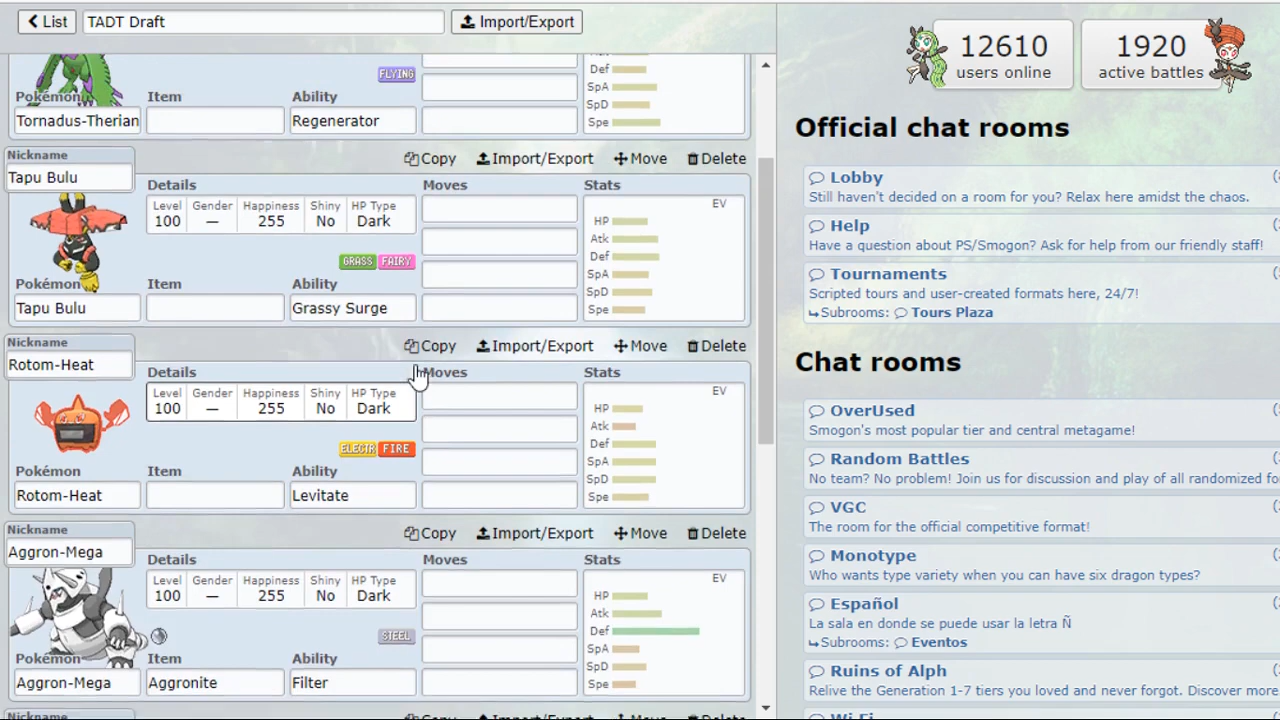 List
TADT Draft
Import/Export
FLYING
Pokémon
Item
Ability
Def
SpA
SpD
Spe
Tornadus-Therian
Regenerator
Nickname
Tapu Bulu
Copy
Import/Export
Move
Delete
Details
Moves
Stats
Level
100
Gender
—
Happiness
255
Shiny
No
HP Type
Dark
EV
HP
Atk
Def
SpA
SpD
Spe
GRASS
FAIRY
Pokémon
Item
Ability
Tapu Bulu
Grassy Surge
Nickname
Rotom-Heat
Copy
Import/Export
Move
Delete
Details
Moves
Stats
Level
100
Gender
—
Happiness
255
Shiny
No
HP Type
Dark
EV
HP
Atk
Def
SpA
SpD
Spe
ELECTR
FIRE
Pokémon
Item
Ability
Rotom-Heat
Levitate
Nickname
Aggron-Mega
Copy
Import/Export
Move
Delete
Details
Moves
Stats
Level
100
Gender
—
Happiness
255
Shiny
No
HP Type
Dark
EV
HP
Atk
Def
SpA
SpD
Spe
STEEL
Pokémon
Item
Ability
Aggron-Mega
Aggronite
Filter
Nickname
Copy
Import/Export
Move
Delete
12610
users online
1920
active battles
Official chat rooms
Lobby
Still haven't decided on a room for you? Relax here amidst the chaos.
Help
Have a question about PS/Smogon? Ask for help from our friendly staff!
Tournaments
Scripted tours and user-created formats here, 24/7!
↳Subrooms: Tours Plaza
Chat rooms
OverUsed
Smogon's most popular tier and central metagame!
Random Battles
No team? No problem! Join us for discussion and play of all randomized fo
VGC
The room for the official competitive format!
Monotype
Who wants type variety when you can have six dragon types?
Español
La sala en donde se puede usar la letra Ñ
↳Subrooms: Eventos
Ruins of Alph
Relive the Generation 1-7 tiers you loved and never forgot. Discover more
Wi-Fi